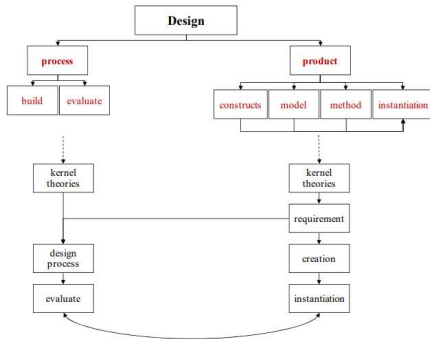 Design
process
product
build
evaluate
constructs
model
method
instantiation
kernel
theories
kernel
theories
requirement
design
process
creation
evaluate
instantiation